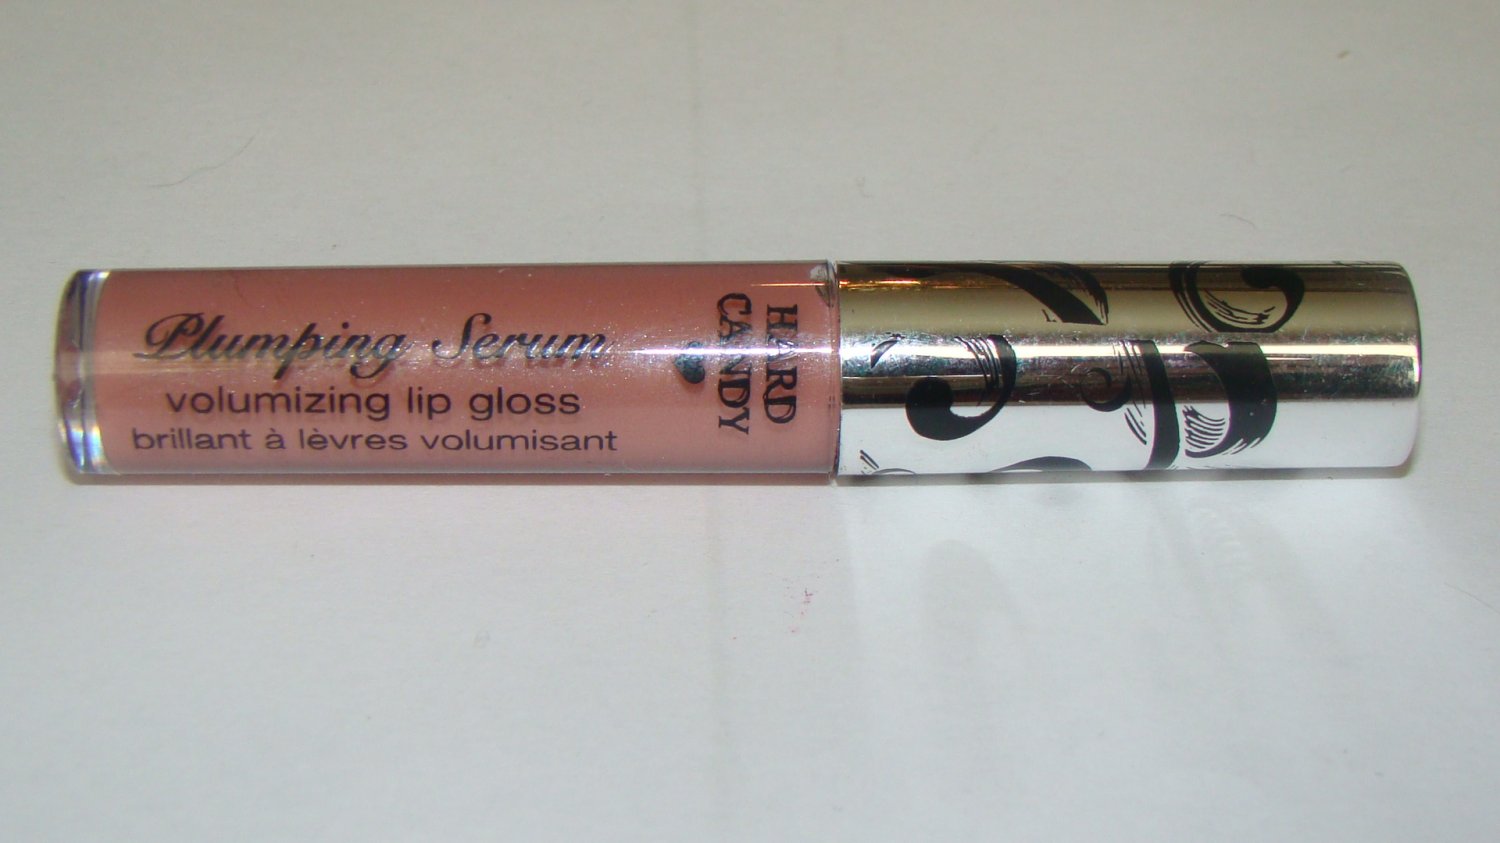 Plumping Serum
volumizing lip gloss
brillant à lèvres volumisant
HARD
CANDY